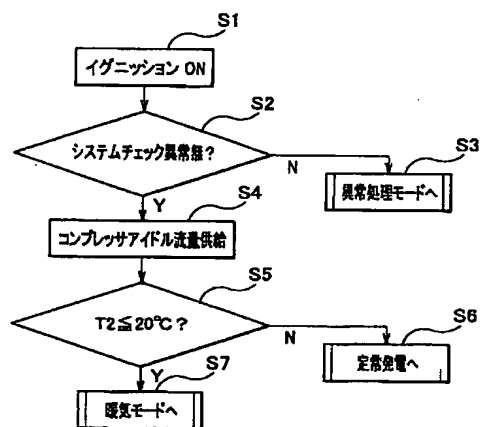 S1
イグニッション ON
S2
システムチェック異常無?
N
S3
異常処理モードへ
Y
S4
コンプレッサアイドル流量供給
S5
T2≦20℃?
N
S6
定常発電へ
Y
S7
暖気モードへ